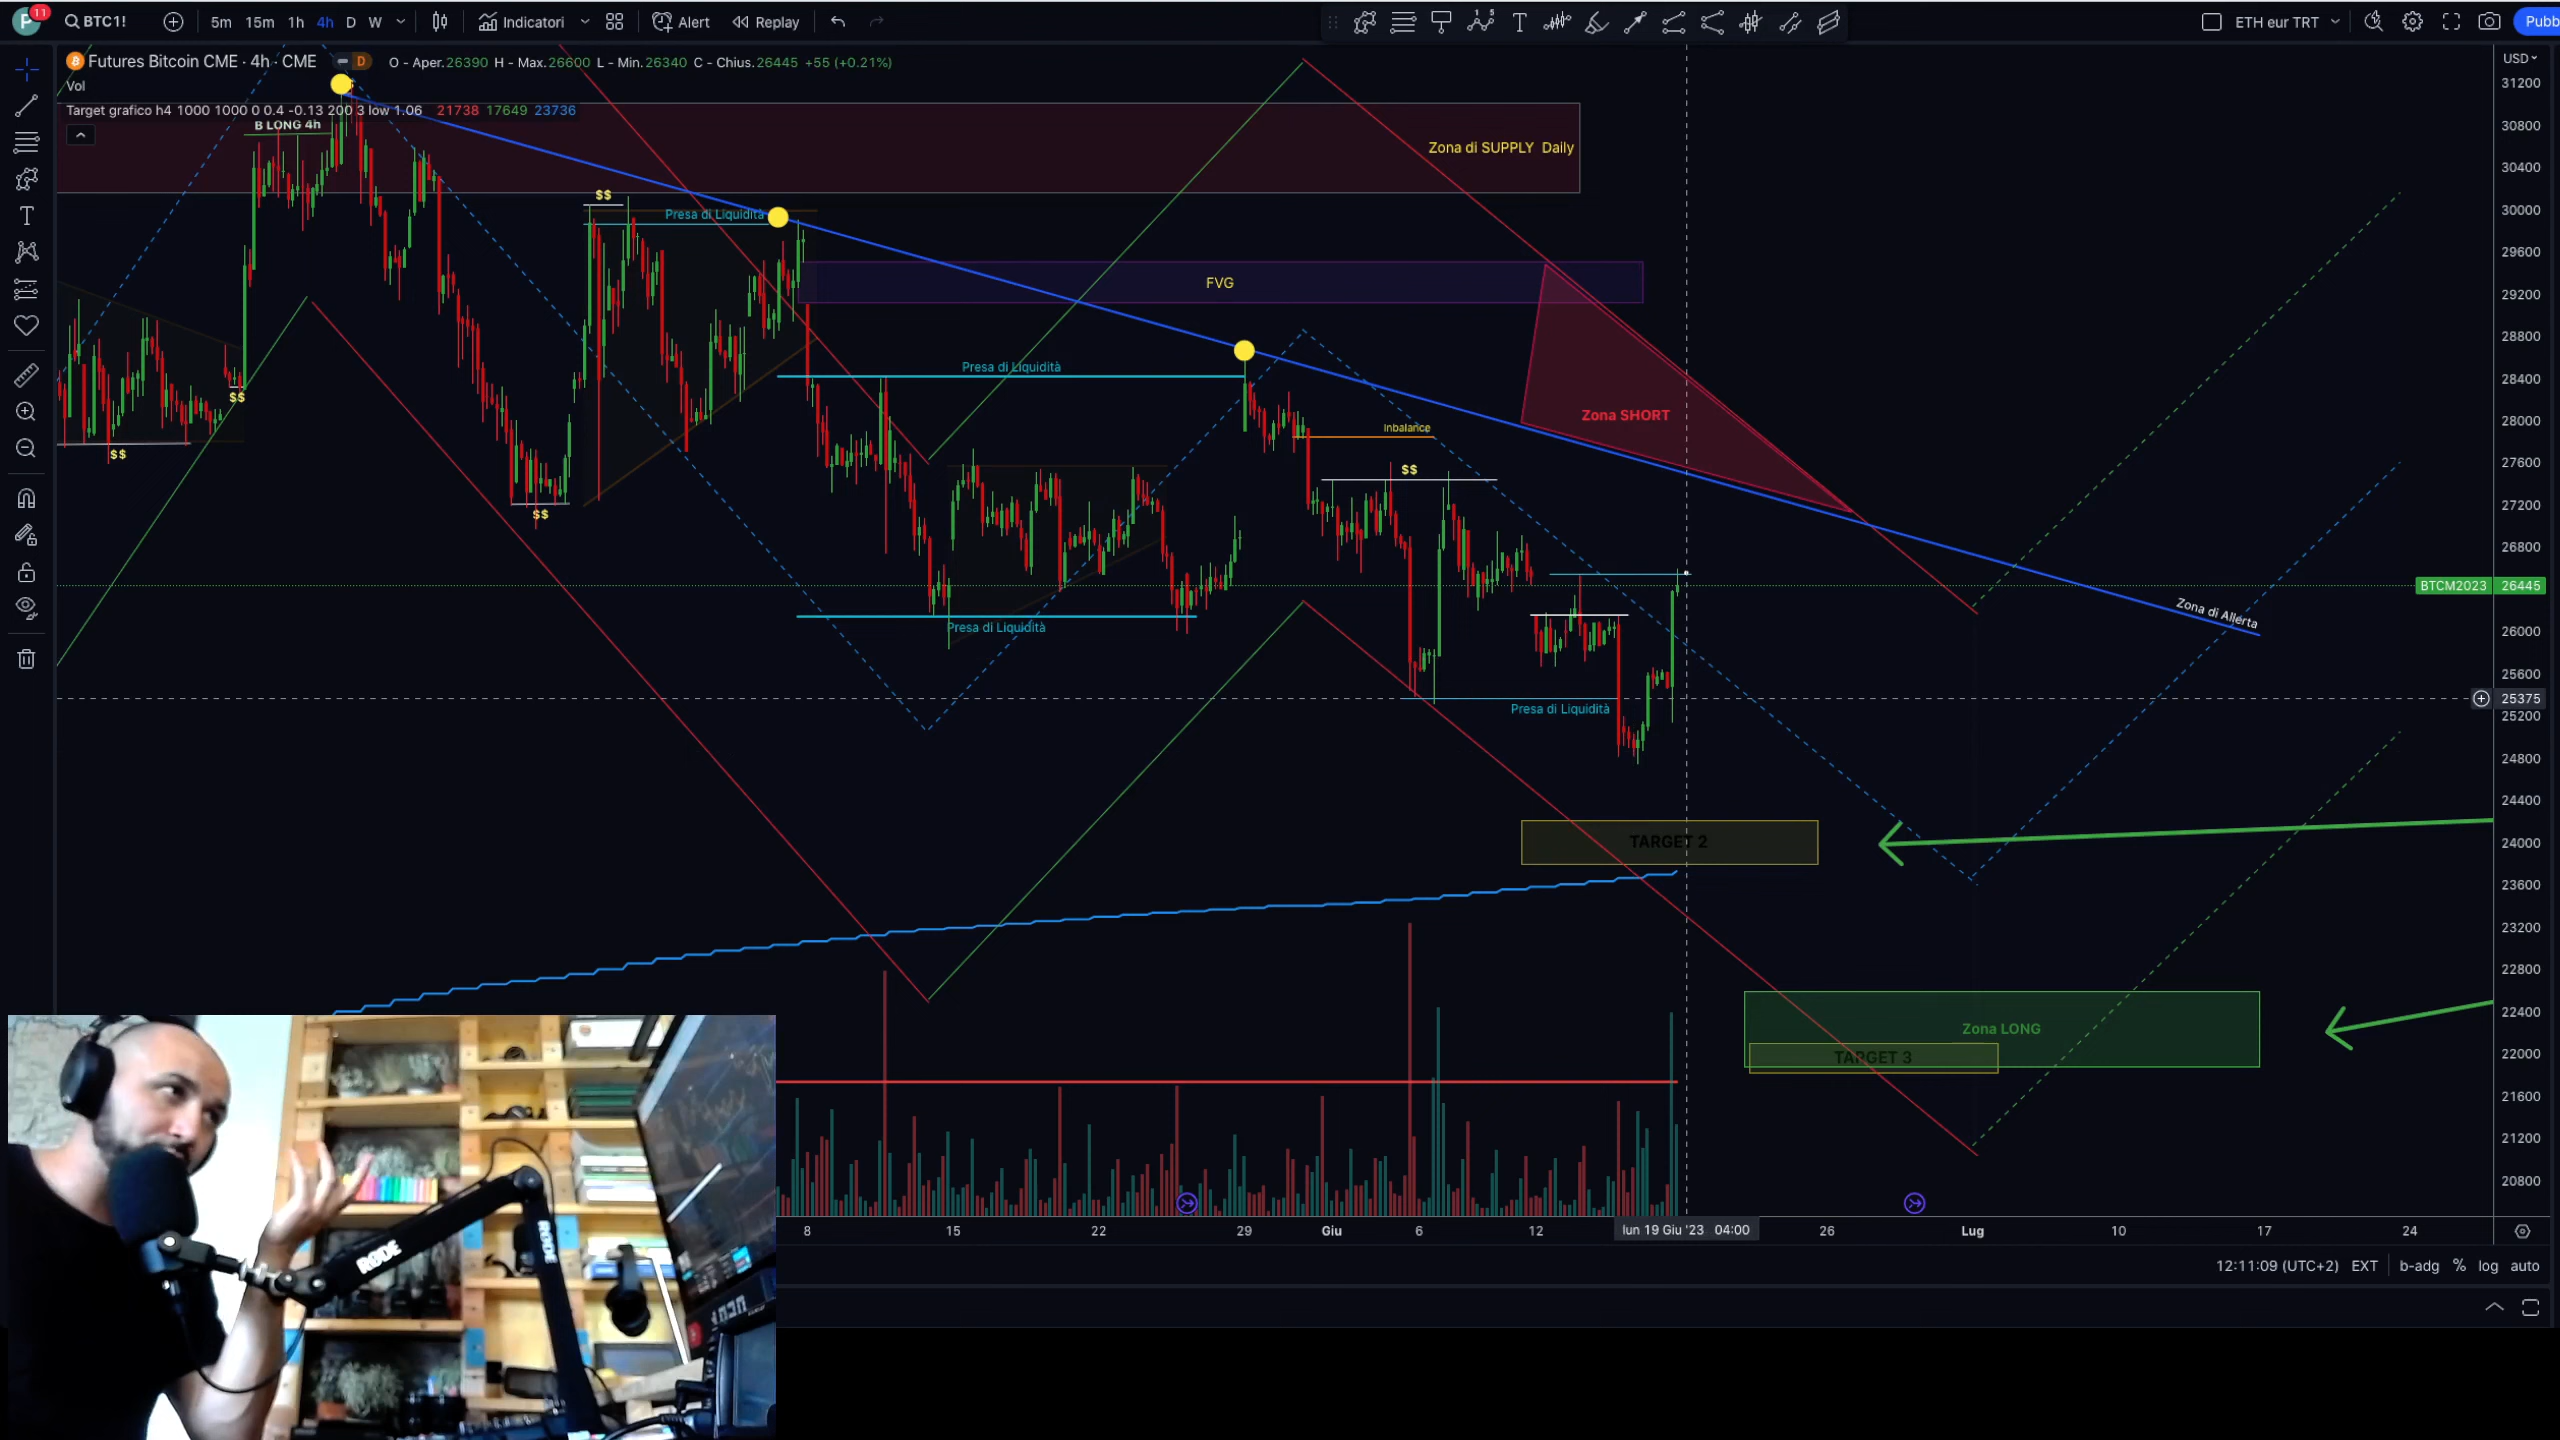 11
BTC1!
5m 15m 1h 4h D W
Indicatori
Alert
Replay
ETH eur TRT
Pubb
Futures Bitcoin CME · 4h · CME
D
O - Aper.26390 H - Max.26600 L - Min.26340 C - Chius.26445 +55 (+0.21%)
USD
Vol
Target grafico h4 1000 1000 0 0.4 -0.13 200 3 low 1.06 21738 17649 23736
B LONG 4h
31200
30800
30400
30000
29600
29200
28800
28400
28000
27600
27200
26800
BTCM2023 26445
26000
25600
25375
25200
24800
24400
24000
23600
23200
22800
22400
22000
21600
21200
20800
Zona di SUPPLY Daily
$$
Presa di Liquidità
FVG
Presa di Liquidità
$$
$$
$$
Zona SHORT
Inbalance
$$
Zona di Allerta
Presa di Liquidità
Presa di Liquidità
TARGET 2
Zona LONG
TARGET 3
8 15 22 29 Giu 6 12 lun 19 Giu '23 04:00 26 Lug 10 17 24
12:11:09 (UTC+2) EXT b-adg % log auto
RØDE
RØDE